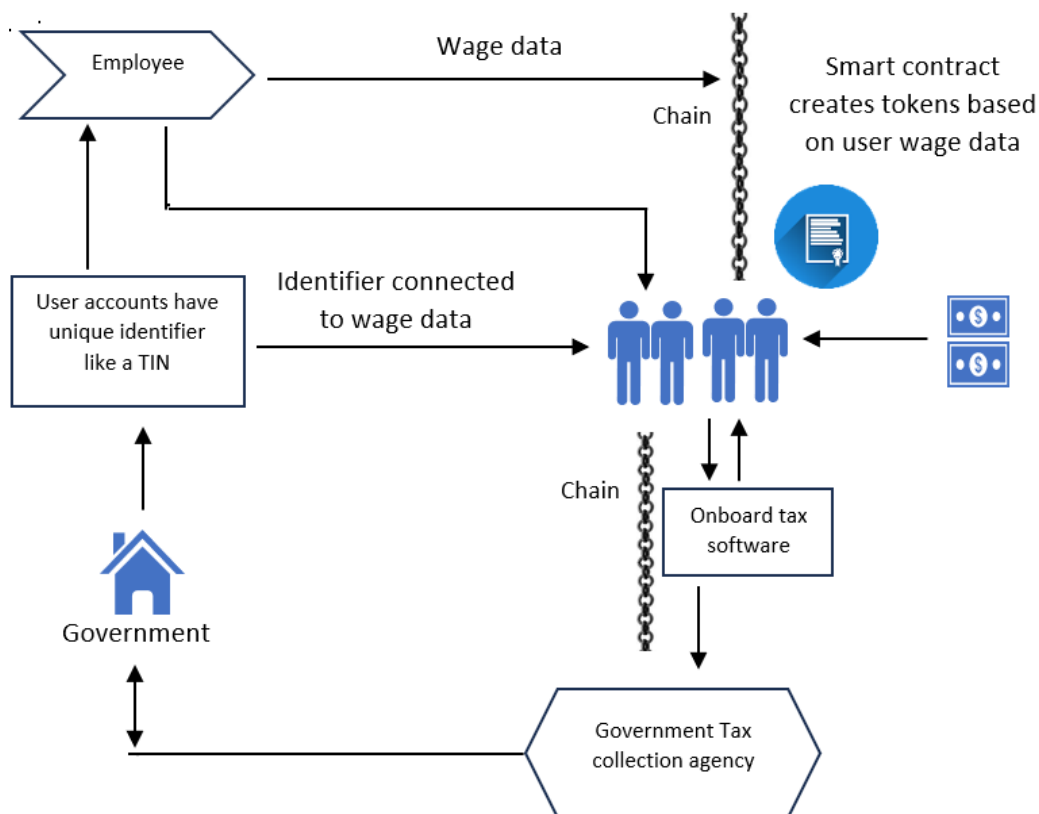 Employee
Wage data
Smart contract
creates tokens based
on user wage data
Chain
User accounts have
unique identifier
like a TIN
Identifier connected
to wage data
$
$
Chain
Onboard tax
software
Government
Government Tax
collection agency